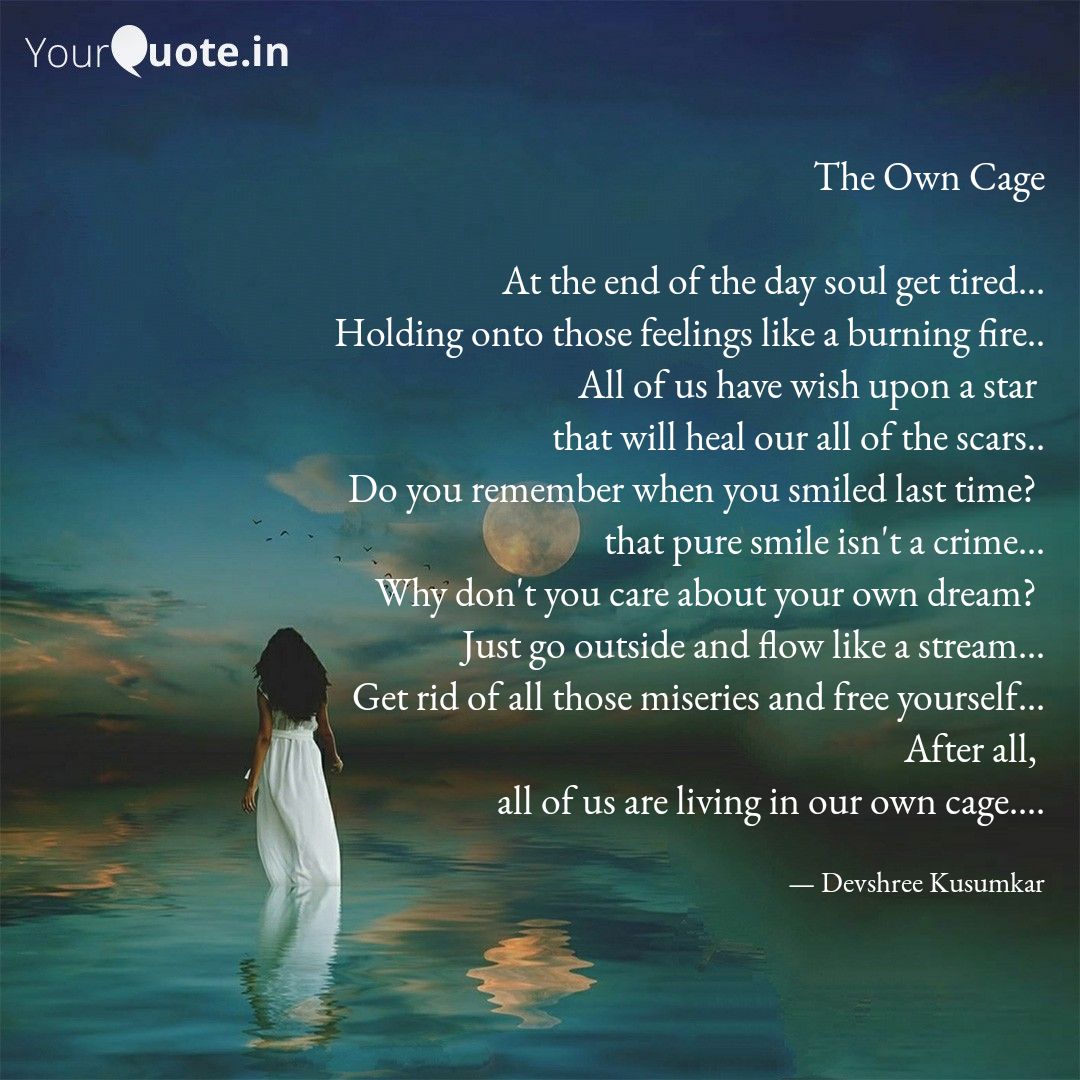 YourQuote.in
The Own Cage
At the end of the day soul get tired...
Holding onto those feelings like a burning fire..
All of us have wish upon a star
that will heal our all of the scars..
Do you remember when you smiled last time?
that pure smile isn't a crime...
Why don't you care about your own dream?
Just go outside and flow like a stream...
Get rid of all those miseries and free yourself...
After all,
all of us are living in our own cage....
— Devshree Kusumkar